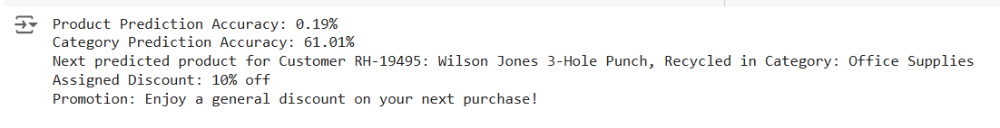 Product Prediction Accuracy: 0.19%
Category Prediction Accuracy: 61.01%
Next predicted product for Customer RH-19495: Wilson Jones 3-Hole Punch, Recycled in Category: Office Supplies
Assigned Discount: 10% off
Promotion: Enjoy a general discount on your next purchase!